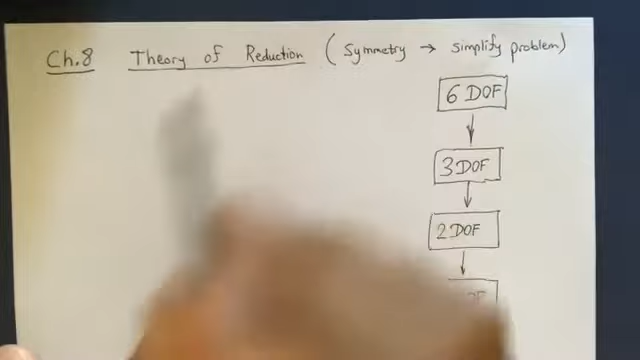 Ch.8 Theory of Reduction (Symmetry → simplify problem)
6 DOF
3 DOF
2 DOF